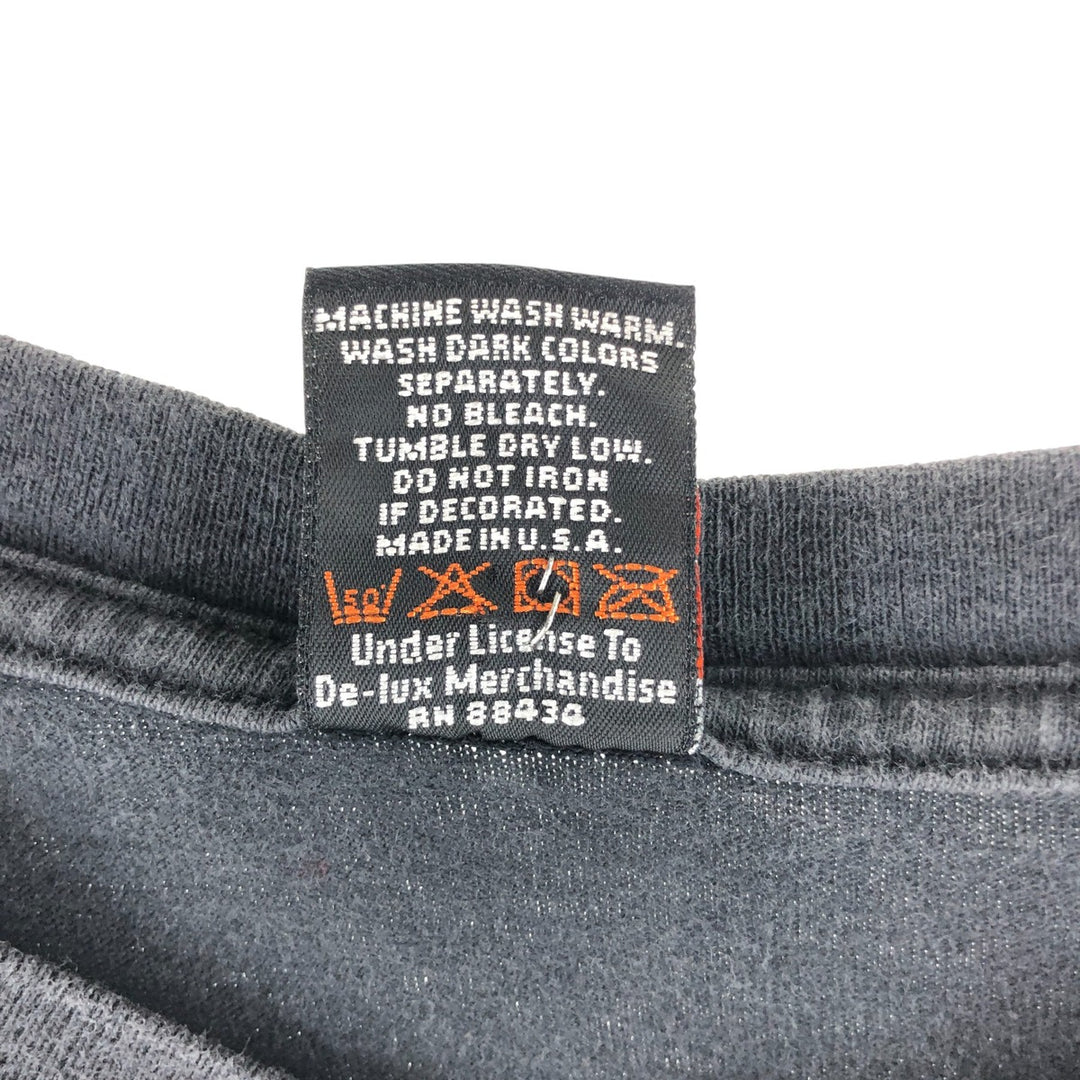 MACHINE WASH WARM.
WASH DARK COLORS
SEPARATELY.
NO BLEACH.
TUMBLE DRY LOW.
DO NOT IRON
IF DECORATED.
MADE IN U.S.A.
50
Under License To
De-lux Merchandise
RN 88434